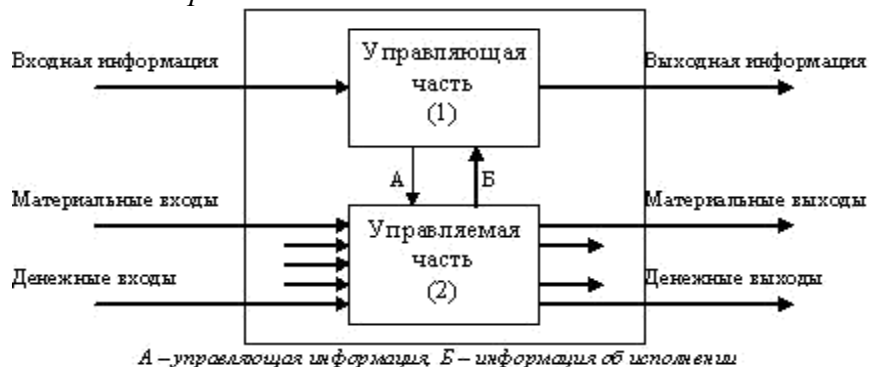 Управляющая
Входная информация
Выходная информация
часть
(1)
А
Б
Материальные входы
Материальные выходы
Управляемая
часть
Денежные входы
Денежные выходы
(2)
А – управляющая информация, Б – информация об исполнении